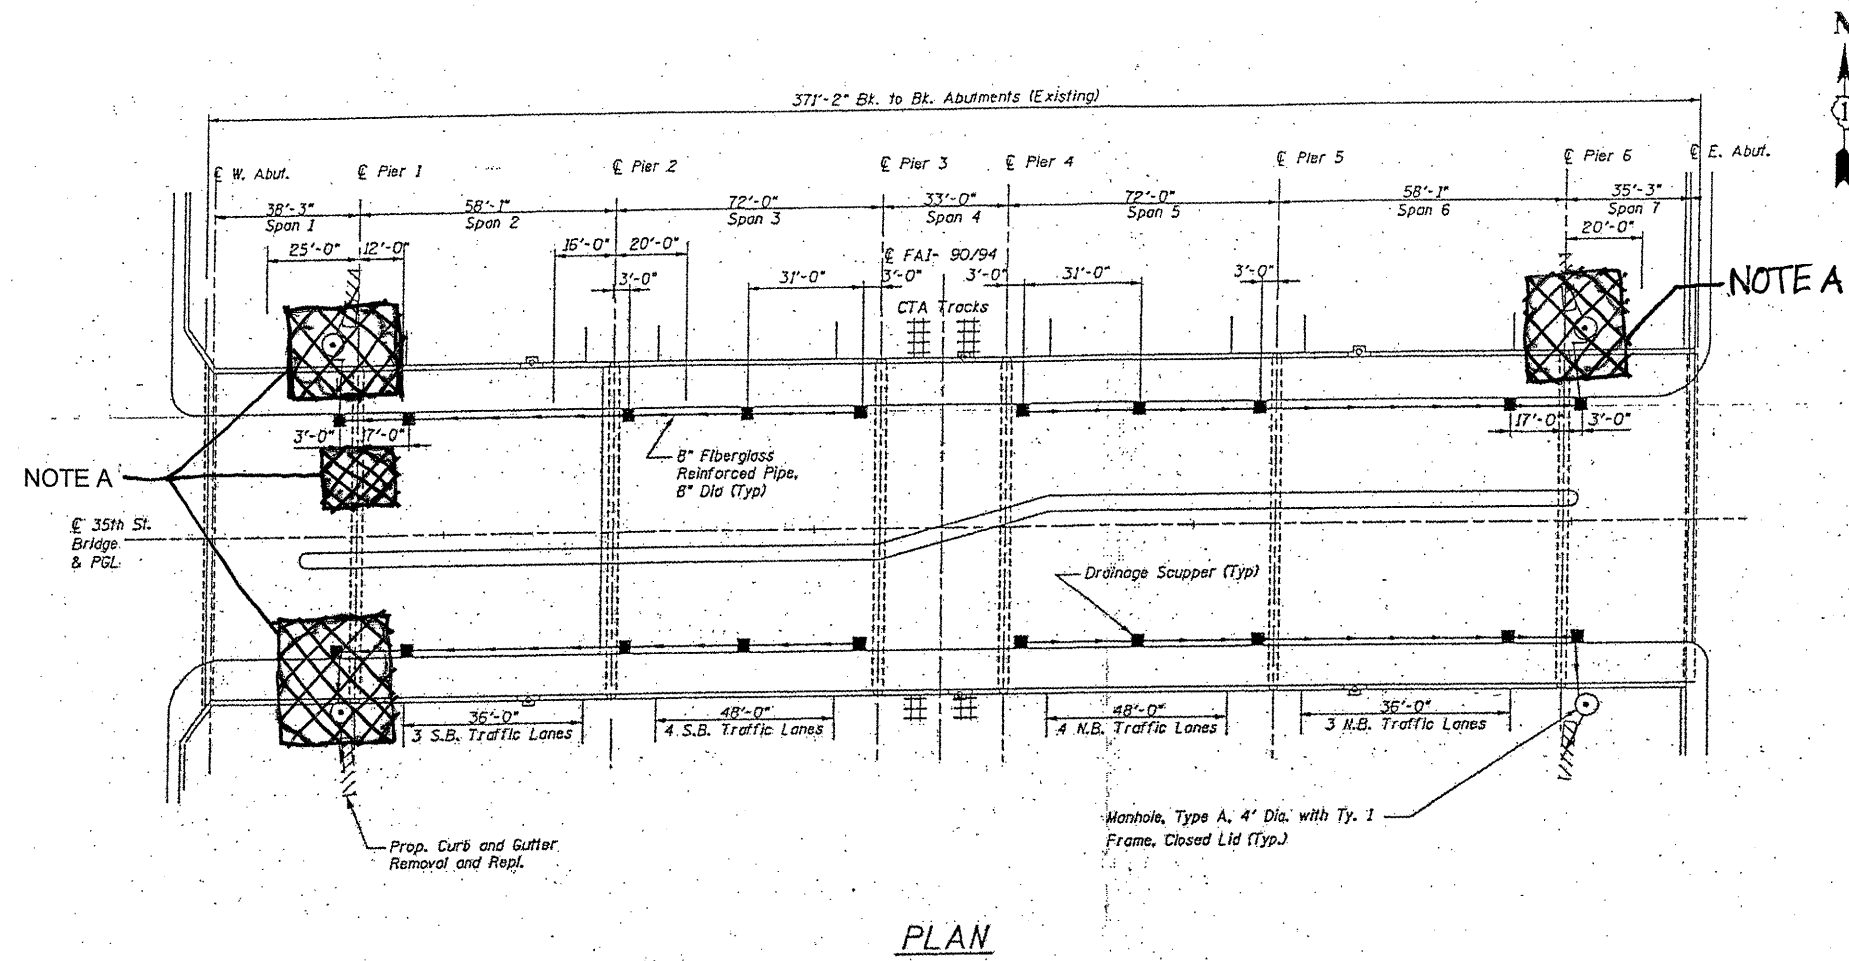 N
371'-2" Bk. to Bk. Abutments (Existing)
℄ W. Abut.
℄ Pier 1
℄ Pier 2
℄ Pier 3
℄ Pier 4
℄ Pier 5
℄ Pier 6
℄ E. Abut.
38'-3"
Span 1
58'-1"
Span 2
72'-0"
Span 3
33'-0"
Span 4
72'-0"
Span 5
58'-1"
Span 6
35'-3"
Span 7
25'-0"
12'-0"
16'-0"
20'-0"
℄ FAI- 90/94
20'-0"
3'-0"
31'-0"
3'-0"
3'-0"
31'-0"
3'-0"
NOTE A
CTA Tracks
3'-0"
17'-0"
17'-0"
3'-0"
8" Fiberglass
Reinforced Pipe,
8" Dia (Typ)
NOTE A
℄ 35th St.
Bridge
& PGL
Drainage Scupper (Typ)
36'-0"
3 S.B. Traffic Lanes
48'-0"
4 S.B. Traffic Lanes
48'-0"
4 N.B. Traffic Lanes
36'-0"
3 N.B. Traffic Lanes
Manhole, Type A, 4' Dia. with Ty. 1
Frame, Closed Lid (Typ.)
Prop. Curb and Gutter
Removal and Repl.
PLAN